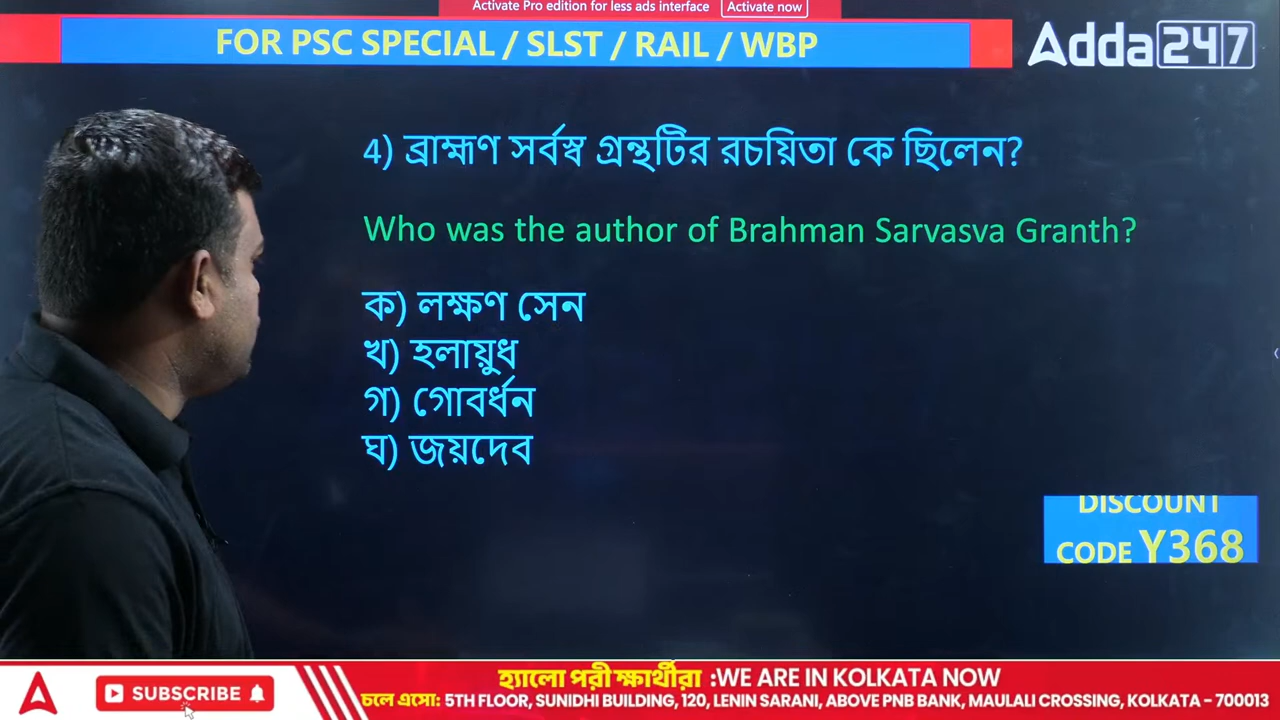 Activate Pro edition for less ads interface Activate now
FOR PSC SPECIAL / SLST / RAIL / WBP
Adda247
4) ব্রাহ্মণ সর্বস্ব গ্রন্থটির রচয়িতা কে ছিলেন?
Who was the author of Brahman Sarvasva Granth?
ক) লক্ষণ সেন
খ) হলায়ুধ
গ) গোবর্ধন
ঘ) জয়দেব
DISCOUNT
CODE Y368
হ্যালো পরীক্ষার্থীরা :WE ARE IN KOLKATA NOW
SUBSCRIBE
চলে এসো: 5TH FLOOR, SUNIDHI BUILDING, 120, LENIN SARANI, ABOVE PNB BANK, MAULALI CROSSING, KOLKATA - 700013